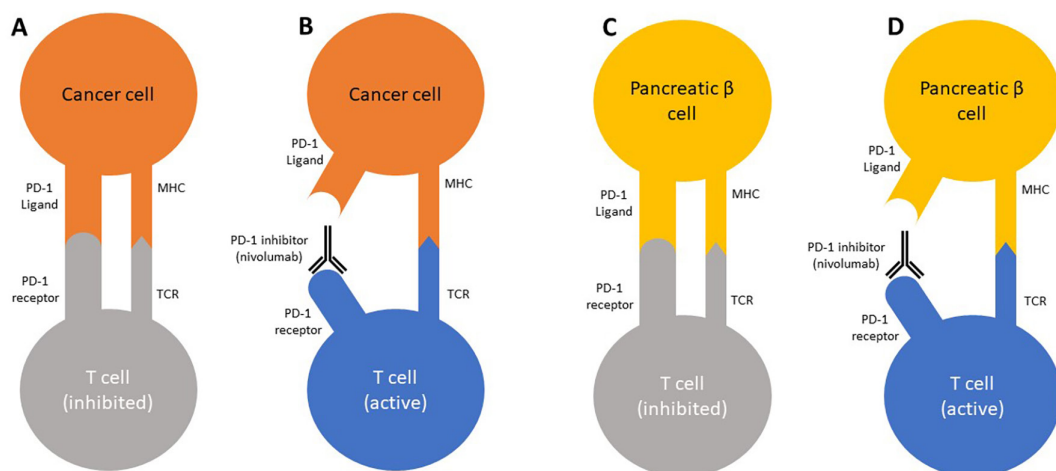 A
Cancer cell
PD-1
Ligand
MHC
PD-1
receptor
TCR
T cell
(inhibited)
B
Cancer cell
PD-1
Ligand
MHC
PD-1 inhibitor
(nivolumab)
PD-1
receptor
TCR
T cell
(active)
C
Pancreatic β
cell
PD-1
Ligand
MHC
PD-1
receptor
TCR
T cell
(inhibited)
D
Pancreatic β
cell
PD-1
Ligand
MHC
PD-1 inhibitor
(nivolumab)
PD-1
receptor
TCR
T cell
(active)